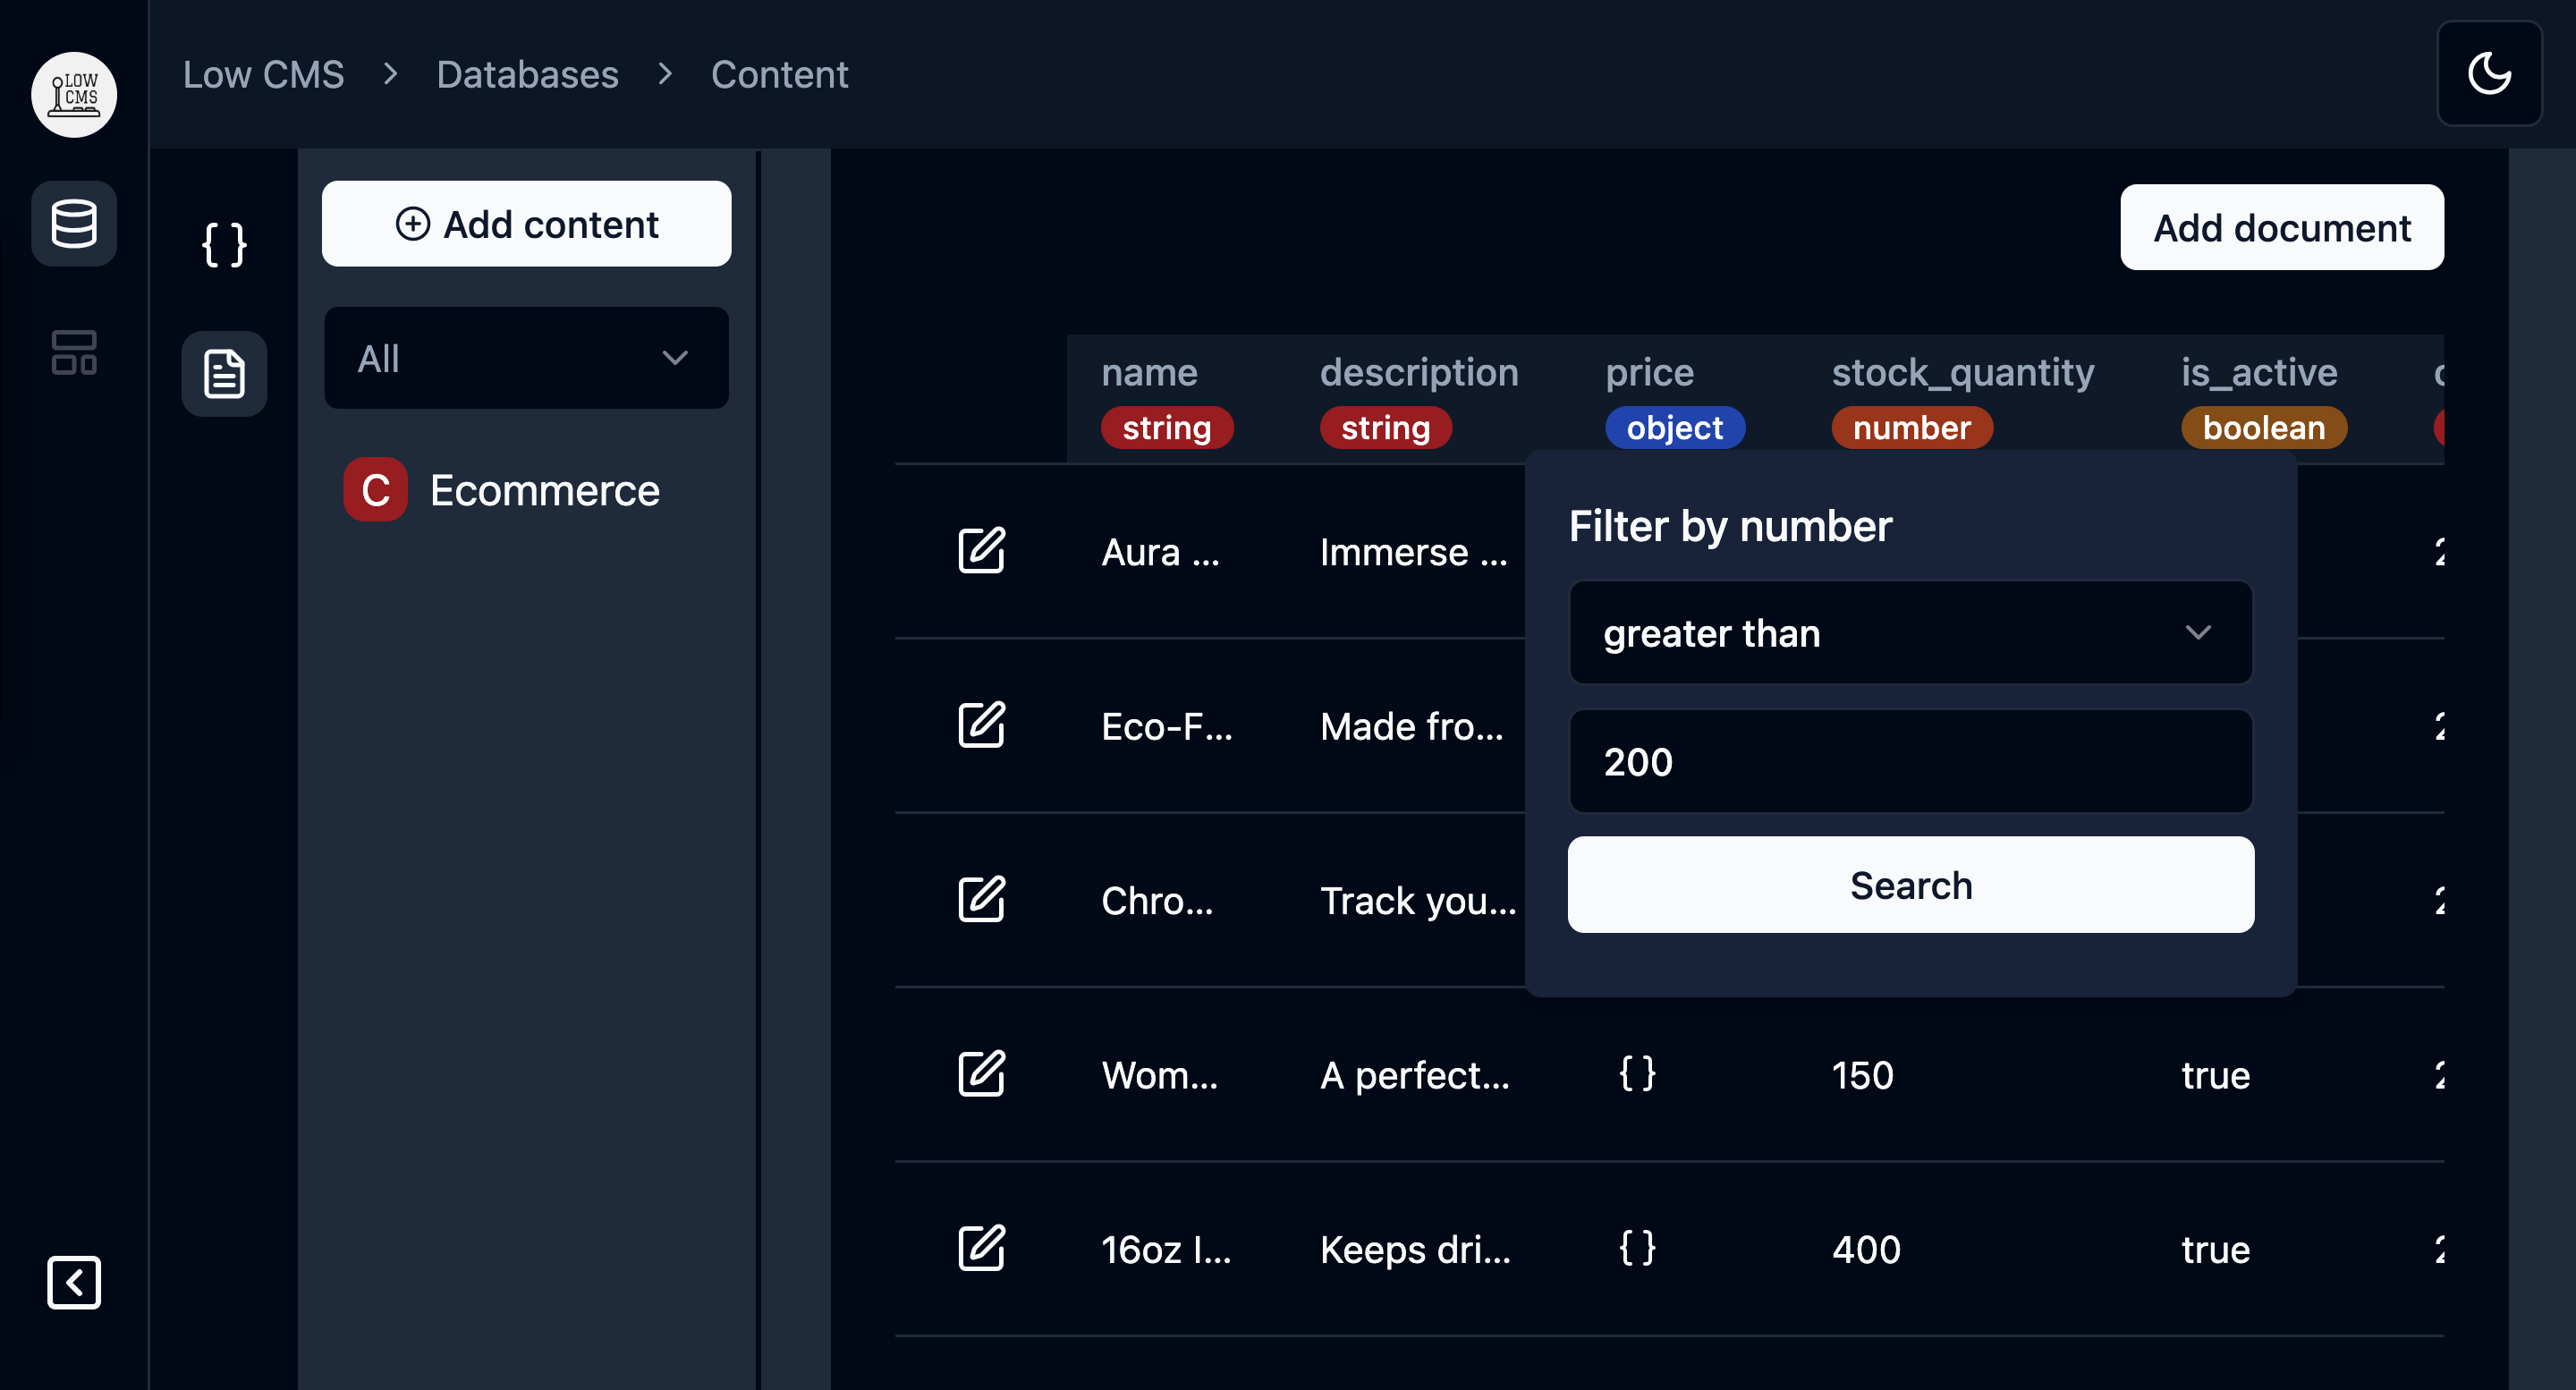 LOW
CMS
Low CMS > Databases > Content
Add content
All
C Ecommerce
Add document
name description price stock_quantity is_active
string string object number boolean
Aura ... Immerse ...
Eco-F... Made fro...
Chro... Track you...
Filter by number
greater than
200
Search
Wom... A perfect... {} 150 true
16oz I... Keeps dri... {} 400 true